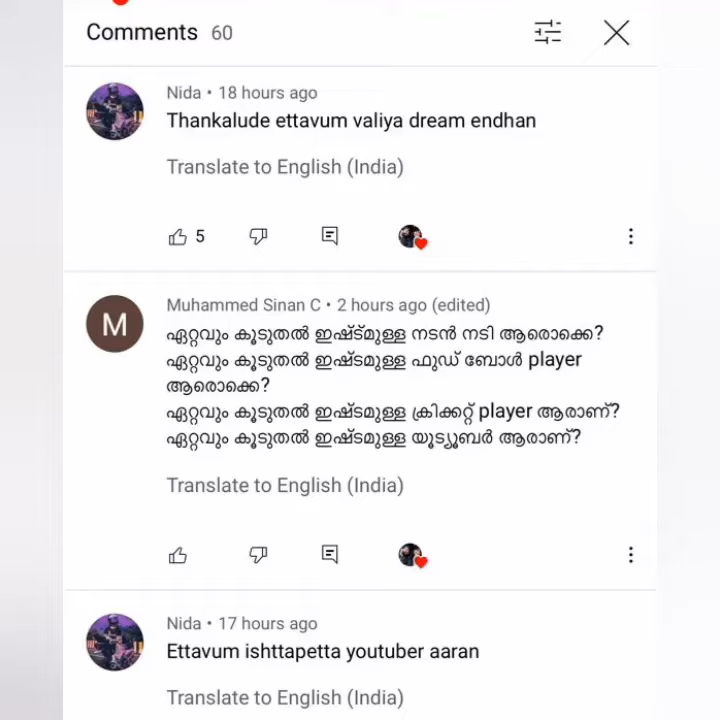 Comments 60
Nida • 18 hours ago
Thankalude ettavum valiya dream endhan
Translate to English (India)
5
Muhammed Sinan C • 2 hours ago (edited)
M
ഏറ്റവും കൂടുതൽ ഇഷ്ട്മുള്ള നടൻ നടി ആരൊക്കെ?
ഏറ്റവും കൂടുതൽ ഇഷ്ടമുള്ള ഫുഡ് ബോൾ player
ആരൊക്കെ?
ഏറ്റവും കൂടുതൽ ഇഷ്ടമുള്ള ക്രിക്കറ്റ് player ആരാണ്?
ഏറ്റവും കൂടുതൽ ഇഷ്ടമുള്ള യൂട്യൂബർ ആരാണ്?
Translate to English (India)
Nida • 17 hours ago
Ettavum ishttapetta youtuber aaran
Translate to English (India)